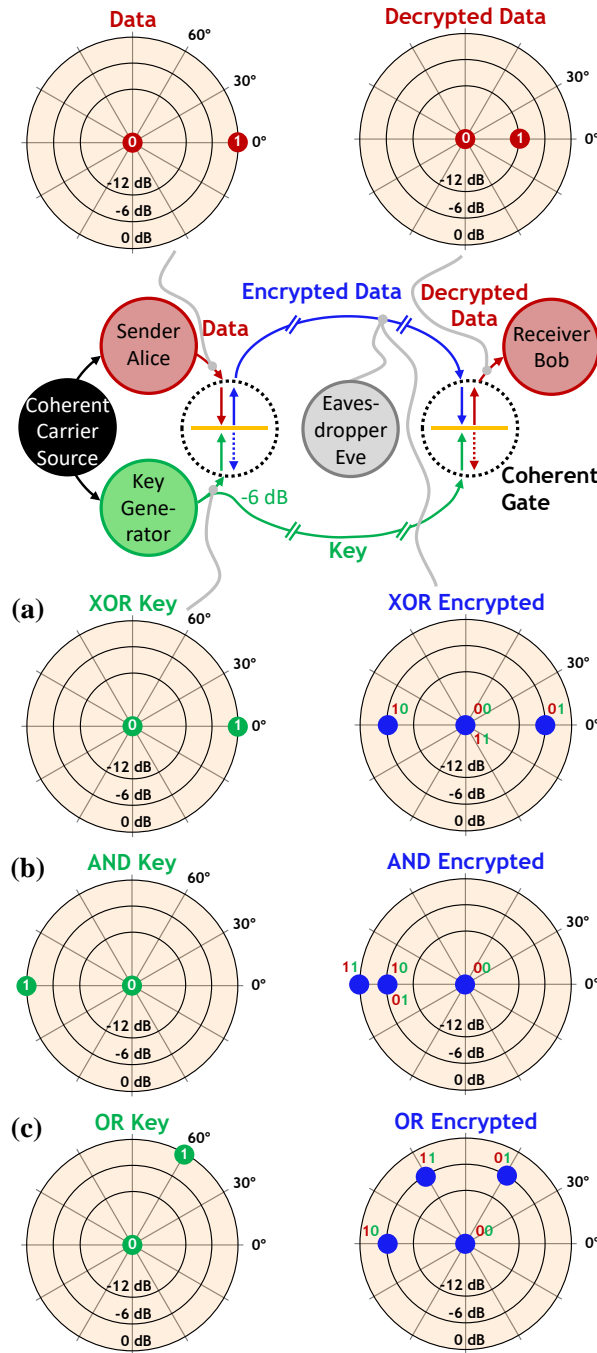 Data
60°
30°
0°
0
1
-12 dB
-6 dB
0 dB
Decrypted Data
30°
0°
0
1
-12 dB
-6 dB
0 dB
Encrypted Data
Decrypted
Data
Data
Sender
Alice
Receiver
Bob
Coherent
Carrier
Source
Eaves-
dropper
Eve
Coherent
Gate
Key
Gene-
rator
-6 dB
Key
(a)
XOR Key
60°
30°
0°
0
1
-12 dB
-6 dB
0 dB
XOR Encrypted
30°
0°
10
00
11
01
-12 dB
-6 dB
0 dB
(b)
AND Key
60°
30°
0°
1
0
-12 dB
-6 dB
0 dB
AND Encrypted
30°
0°
11
10
01
00
-12 dB
-6 dB
0 dB
(c)
OR Key
60°
1
30°
0°
0
-12 dB
-6 dB
0 dB
OR Encrypted
11
01
30°
0°
10
00
-12 dB
-6 dB
0 dB